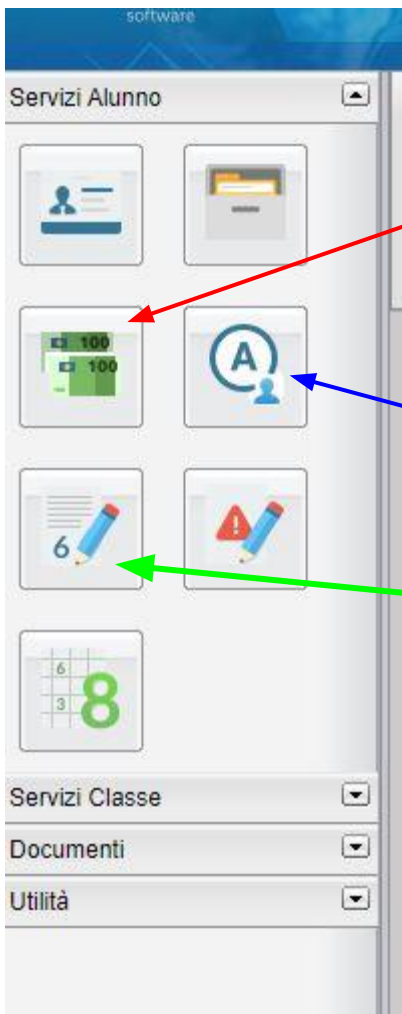 software
Servizi Alunno
100
100
A
6
6
3
8
Servizi Classe
Documenti
Utilità